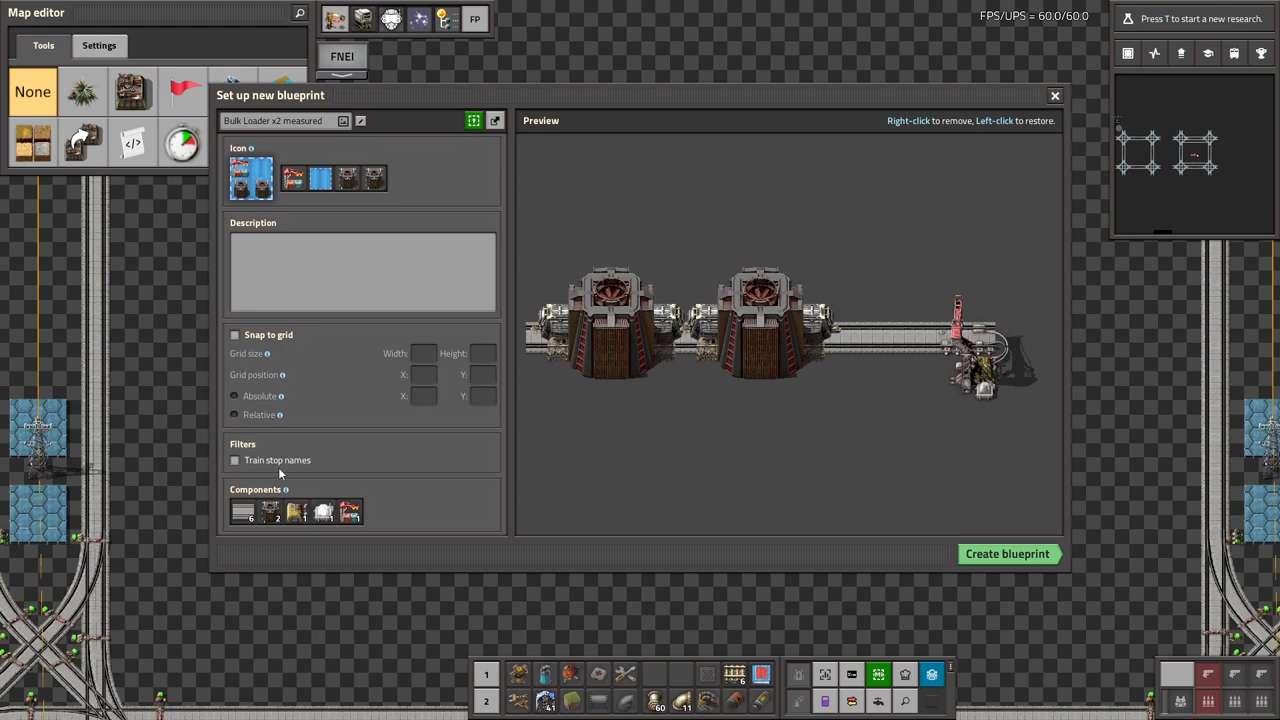 Map editor
FP
FPS/UPS = 60.0/60.0
Press T to start a new research.
Tools
Settings
FNEI
None
Set up new blueprint
Bulk Loader x2 measured
Preview
Right-click to remove, Left-click to restore.
Icon
Description
Snap to grid
Grid size
Width:
Height:
Grid position
X:
Y:
Absolute
X:
Y:
Relative
Filters
Train stop names
Components
6
2
1
1
1
Create blueprint
1
6
2
41
60
11